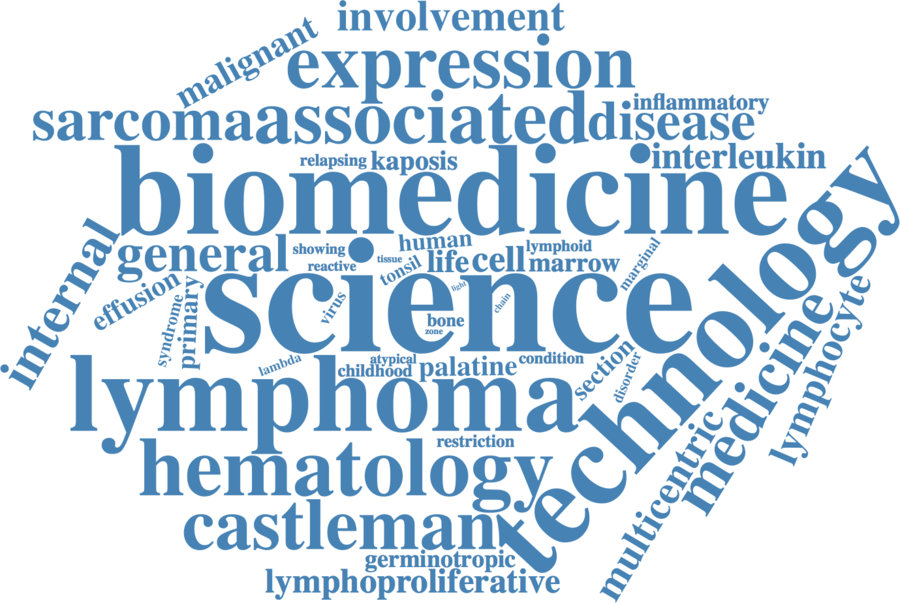 involvement
malignant
expression
inflammatory
sarcoma associated disease
relapsing kaposis interleukin
biomedicine
technology
internal
general showing human lymphoid
reactive tissue tonsil life cell marrow marginal
effusion
syndrome primary virus light chain
science
bone
zone
lymphocyte
medicine
lambda atypical condition section
childhood palatine disorder
lymphoma
restriction
multicentric
hematology
castleman
germinotropic
lymphoproliferative